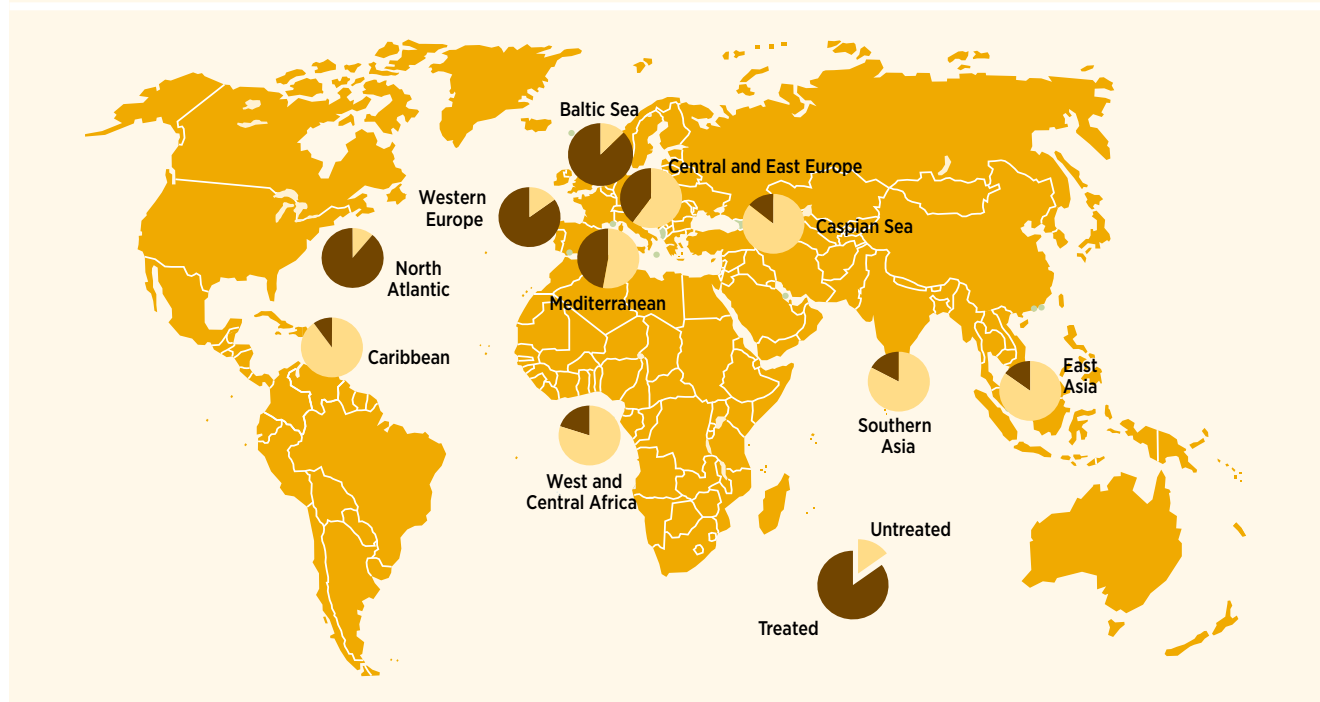 Baltic Sea
Central and East Europe
Western
Europe
Caspian Sea
North
Atlantic
Mediterranean
Caribbean
East
Asia
Southern
Asia
West and
Central Africa
Untreated
Treated